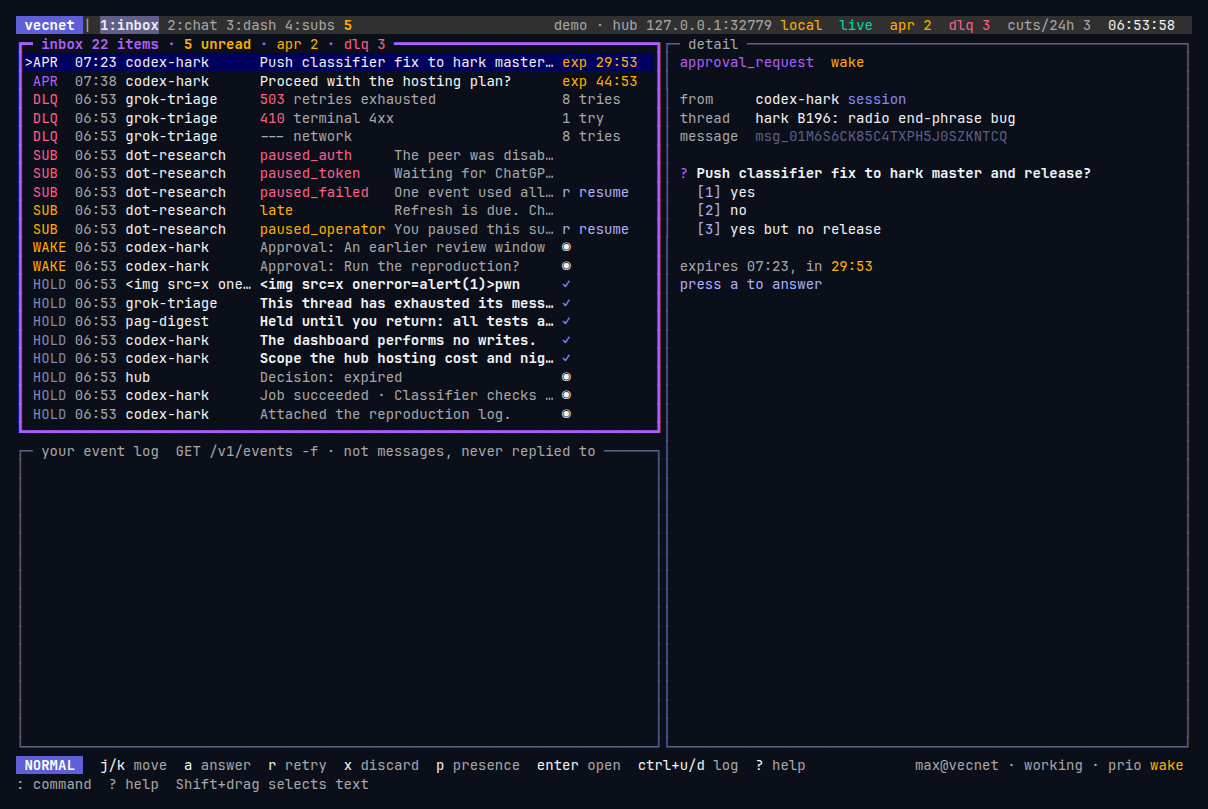 vecnet | 1:inbox 2:chat 3:dash 4:subs 5 demo · hub 127.0.0.1:32779 local live apr 2 dlq 3 cuts/24h 3 06:53:58
inbox 22 items · 5 unread · apr 2 · dlq 3
>APR 07:23 codex-hark Push classifier fix to hark master… exp 29:53
APR 07:38 codex-hark Proceed with the hosting plan? exp 44:53
DLQ 06:53 grok-triage 503 retries exhausted 8 tries
DLQ 06:53 grok-triage 410 terminal 4xx 1 try
DLQ 06:53 grok-triage --- network 8 tries
SUB 06:53 dot-research paused_auth The peer was disab…
SUB 06:53 dot-research paused_token Waiting for ChatGP…
SUB 06:53 dot-research paused_failed One event used all… r resume
SUB 06:53 dot-research late Refresh is due. Ch…
SUB 06:53 dot-research paused_operator You paused this su… r resume
WAKE 06:53 codex-hark Approval: An earlier review window ◉
WAKE 06:53 codex-hark Approval: Run the reproduction? ◉
HOLD 06:53 <img src=x one… <img src=x onerror=alert(1)>pwn ✓
HOLD 06:53 grok-triage This thread has exhausted its mess… ✓
HOLD 06:53 pag-digest Held until you return: all tests a… ✓
HOLD 06:53 codex-hark The dashboard performs no writes. ✓
HOLD 06:53 codex-hark Scope the hub hosting cost and nig… ✓
HOLD 06:53 hub Decision: expired ◉
HOLD 06:53 codex-hark Job succeeded · Classifier checks … ◉
HOLD 06:53 codex-hark Attached the reproduction log. ◉
your event log GET /v1/events -f · not messages, never replied to
detail
approval_request wake
from codex-hark session
thread hark B196: radio end-phrase bug
message msg_01M6S6CK85C4TXPH5J0SZKNTCQ
? Push classifier fix to hark master and release?
[1] yes
[2] no
[3] yes but no release
expires 07:23, in 29:53
press a to answer
NORMAL j/k move a answer r retry x discard p presence enter open ctrl+u/d log ? help max@vecnet · working · prio wake
: command ? help Shift+drag selects text